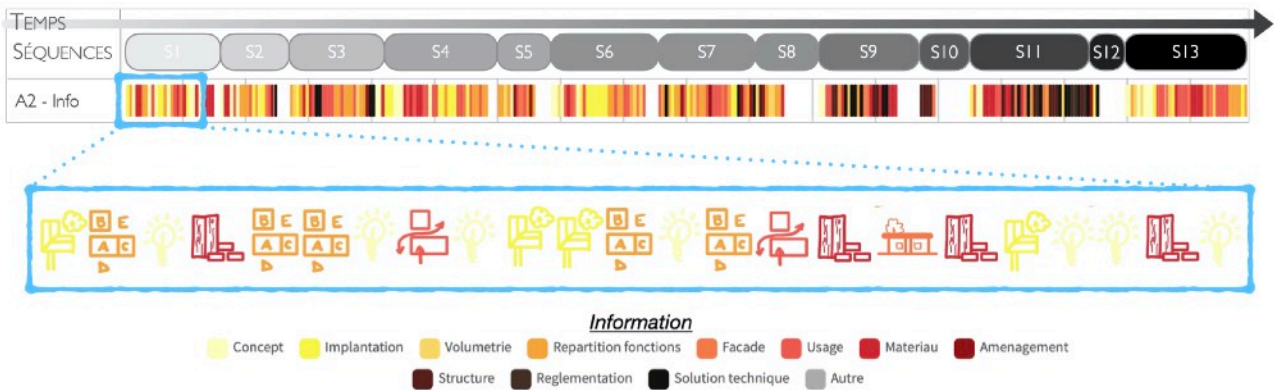 TEMPS
SÉQUENCES S1 S2 S3 S4 S5 S6 S7 S8 S9 S10 S11 S12 S13
A2 - Info
B E B E B E B E B E
A C A C A C A C A C
D D D D D
Information
Concept Implantation Volumetrie Repartition fonctions Facade Usage Materiau Amenagement
Structure Reglementation Solution technique Autre